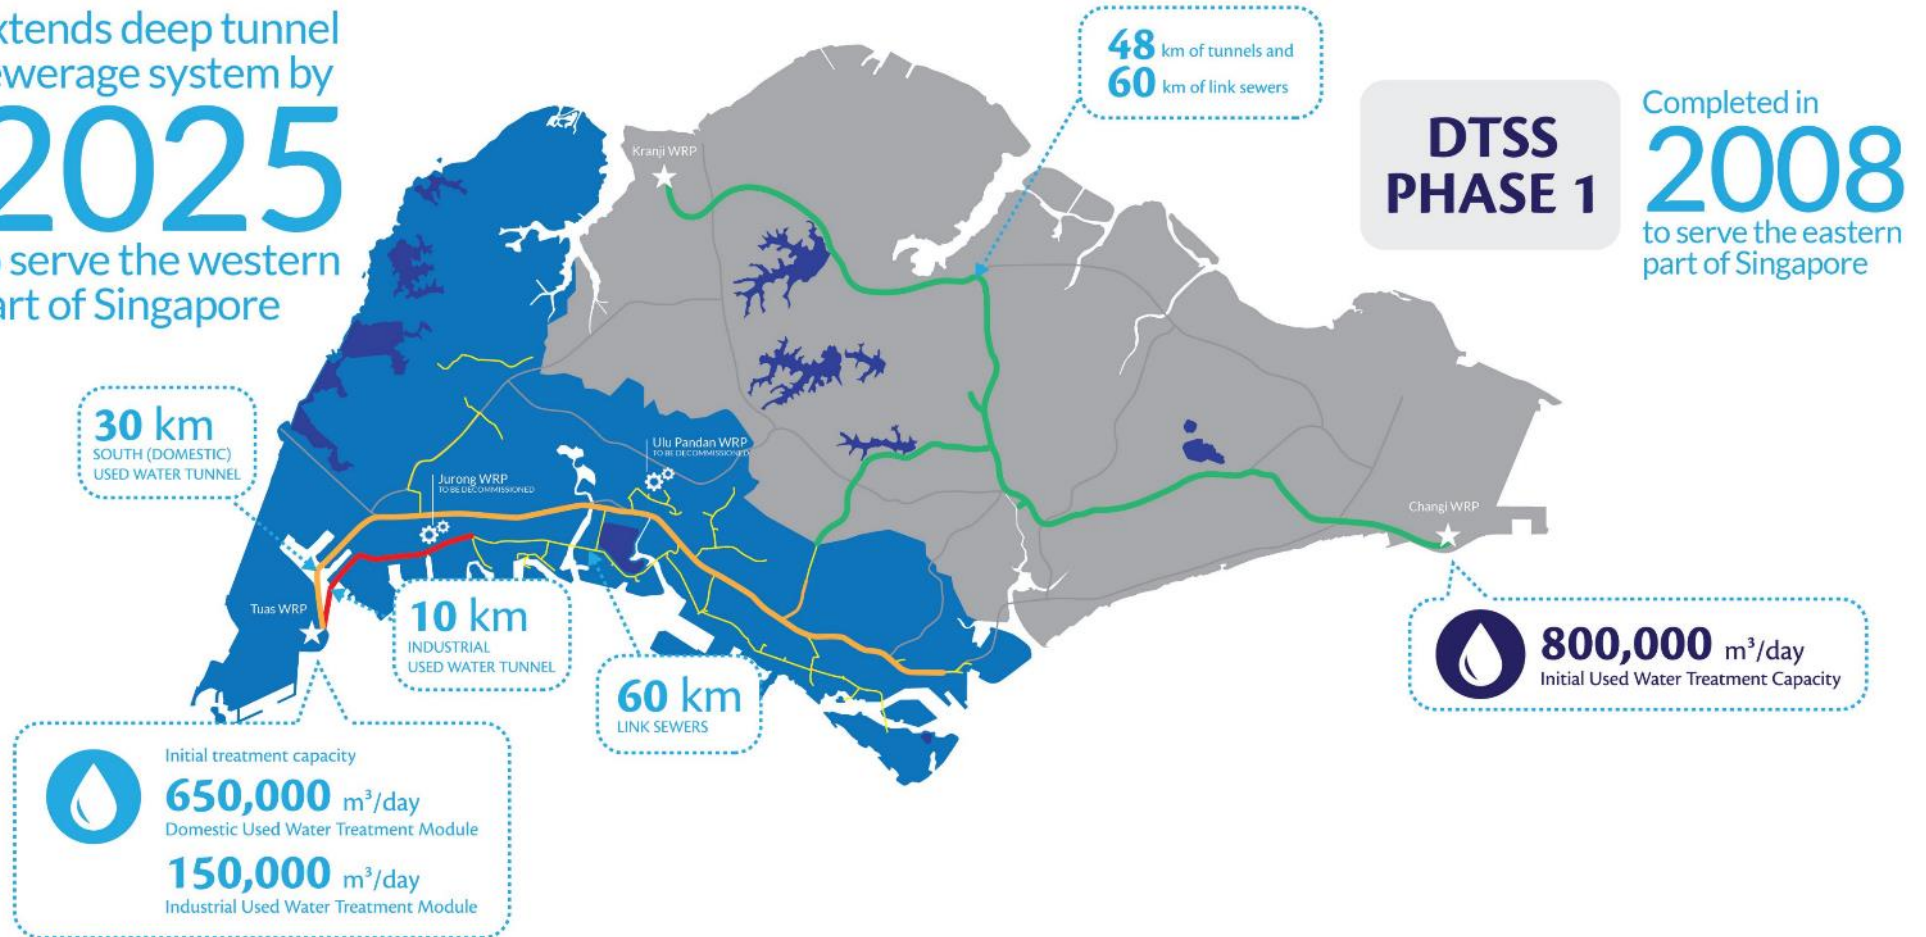 xtends deep tunnel
ewerage system by
2025
serve the western
art of Singapore
48 km of tunnels and
60 km of link sewers
DTSS
PHASE 1
Completed in
2008
to serve the eastern
part of Singapore
Kranji WRP
30 km
SOUTH (DOMESTIC)
USED WATER TUNNEL
Ulu Pandan WRP
TO BE DECOMMISSIONED
Jurong WRP
TO BE DECOMMISSIONED
Changi WRP
Tuas WRP
10 km
INDUSTRIAL
USED WATER TUNNEL
60 km
LINK SEWERS
800,000 m³/day
Initial Used Water Treatment Capacity
Initial treatment capacity
650,000 m³/day
Domestic Used Water Treatment Module
150,000 m³/day
Industrial Used Water Treatment Module